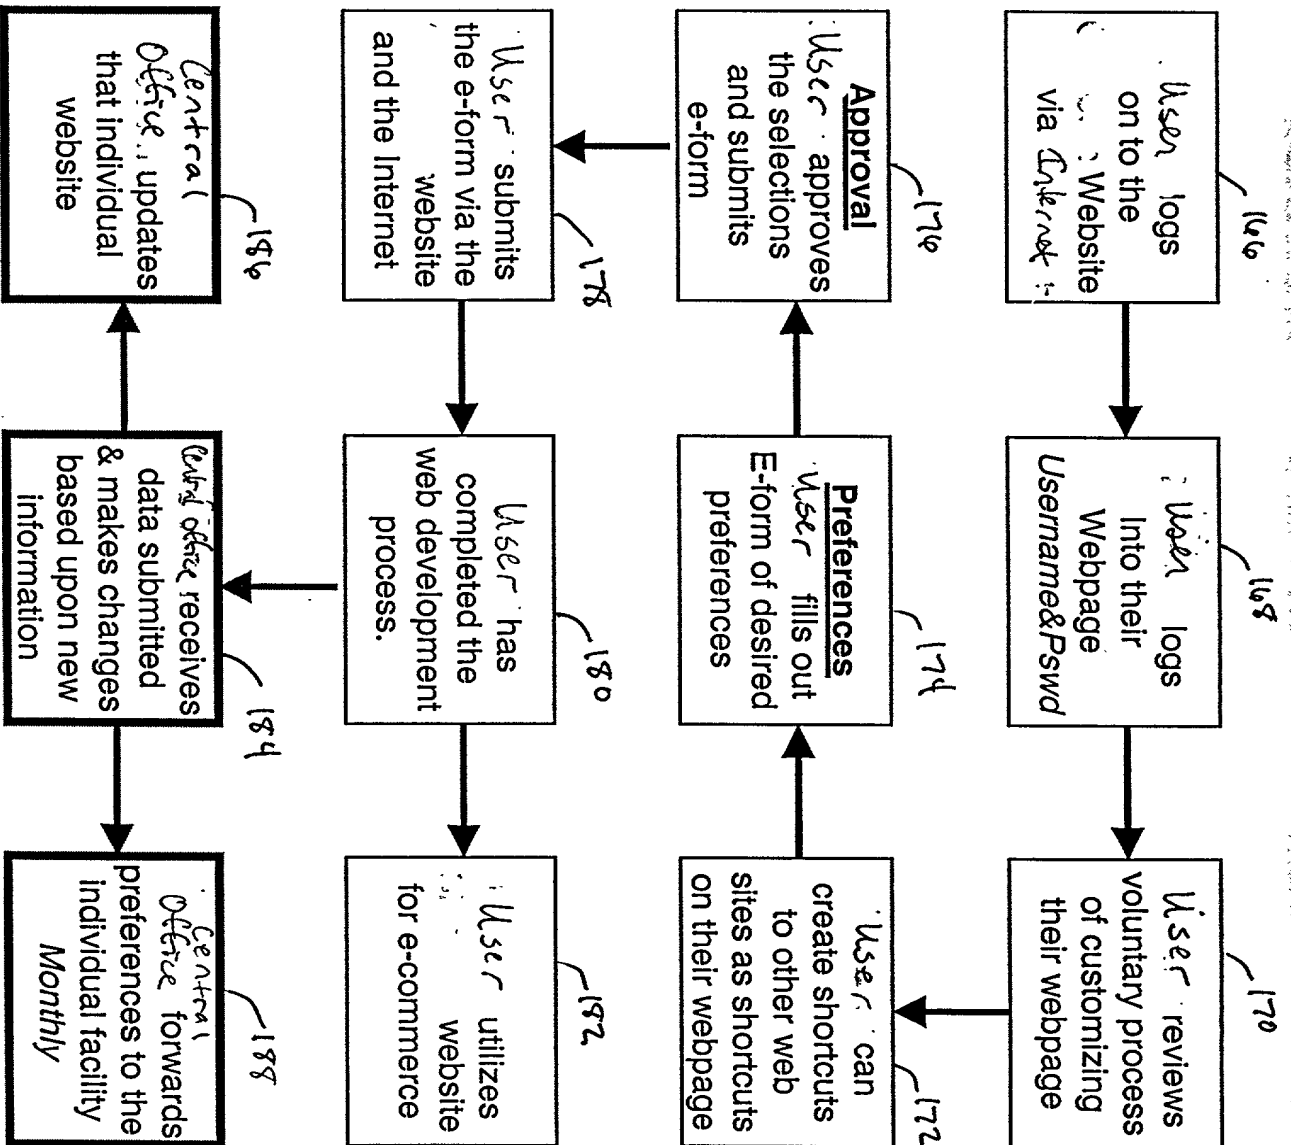 User logs
on to the
Website
via Internet
166
User logs
Into their
Webpage
Username&Pswd
168
User reviews
voluntary process
of customizing
their webpage
170
User can
create shortcuts
to other web
sites as shortcuts
on their webpage
172
Preferences
User fills out
E-form of desired
preferences
174
Approval
User approves
the selections
and submits
e-form
176
User submits
the e-form via the
website
and the Internet
178
User has
completed the
web development
process.
180
User utilizes
website
for e-commerce
182
Central office receives
data submitted
& makes changes
based upon new
information
184
Central
Office updates
that individual
website
186
Central
Office forwards
preferences to the
individual facility
Monthly
188